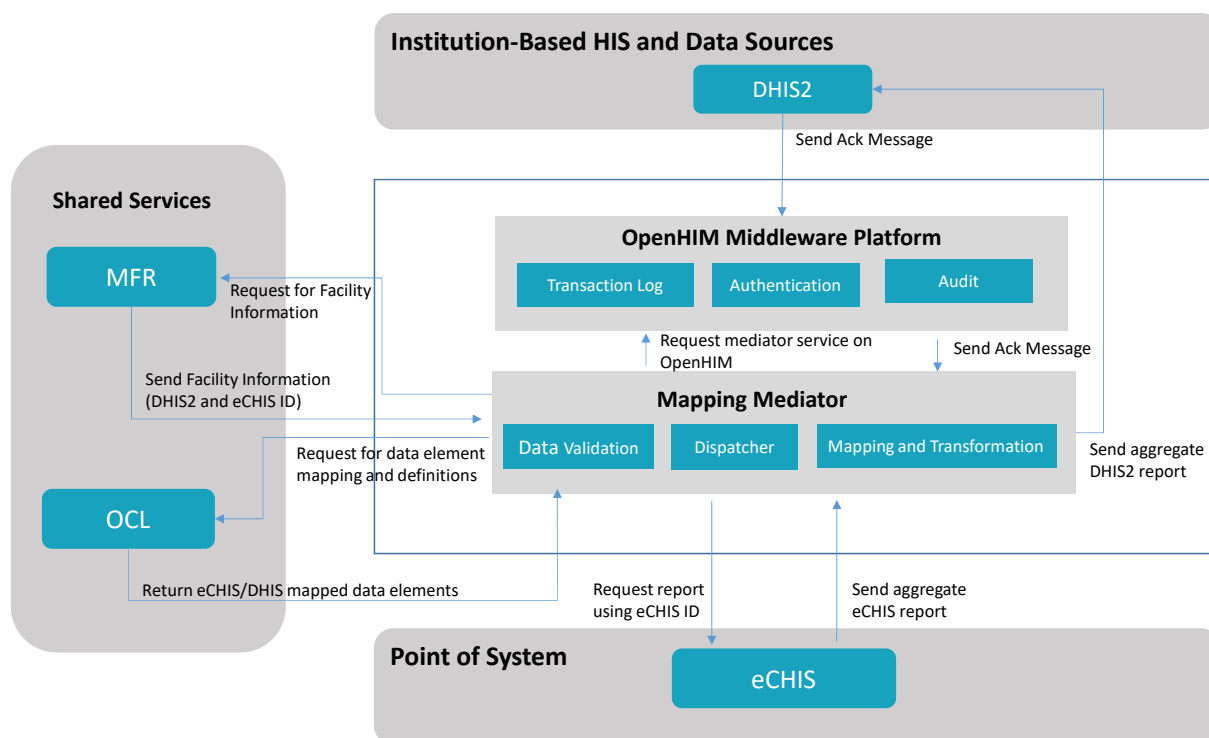 Institution-Based HIS and Data Sources
DHIS2
Send Ack Message
Shared Services
MFR
Request for Facility
Information
OpenHIM Middleware Platform
Transaction Log
Authentication
Audit
Request mediator service on
OpenHIM
Send Ack Message
Send Facility Information
(DHIS2 and eCHIS ID)
Mapping Mediator
Data Validation
Dispatcher
Mapping and Transformation
Send aggregate
DHIS2 report
Request for data element
mapping and definitions
OCL
Return eCHIS/DHIS mapped data elements
Request report
using eCHIS ID
Send aggregate
eCHIS report
Point of System
eCHIS